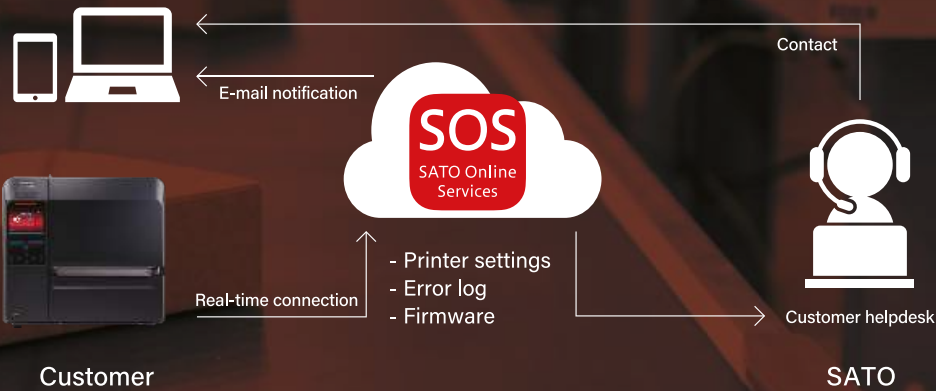 Contact
E-mail notification
SOS
SATO Online
Services
- Printer settings
- Error log
- Firmware
Real-time connection
Customer helpdesk
Customer
SATO